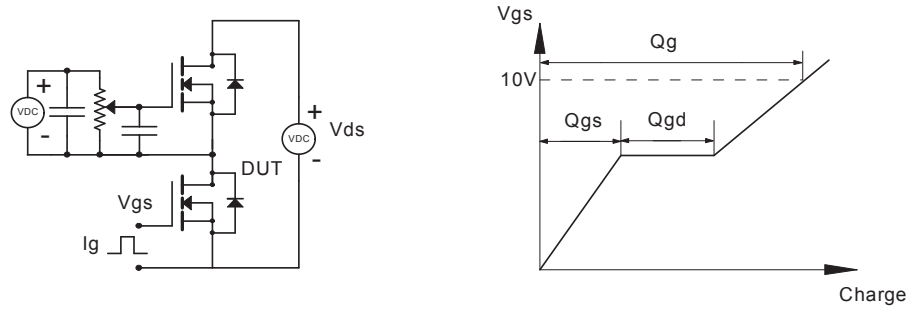 +
VDC
-
+
VDC
-
Vds
DUT
Vgs
Ig
Vgs
Qg
10V
Qgs
Qgd
Charge